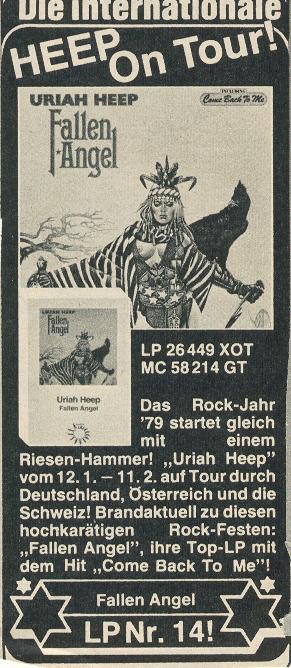 Die Internationale
HEEP On Tour!
INCLUDING
Come Back To Me
URIAH HEEP
Fallen
Angel
URIAH HEEP
Fallen
Angel
Uriah Heep
Fallen Angel
LP 26 449 XOT
MC 58 214 GT
Das Rock-Jahr
'79 startet gleich
mit einem
Riesen-Hammer! „Uriah Heep”
vom 12. 1. – 11. 2. auf Tour durch
Deutschland, Österreich und die
Schweiz! Brandaktuell zu diesen
hochkarätigen Rock-Festen:
„Fallen Angel”, ihre Top-LP mit
dem Hit „Come Back To Me”!
Fallen Angel
LP Nr. 14!